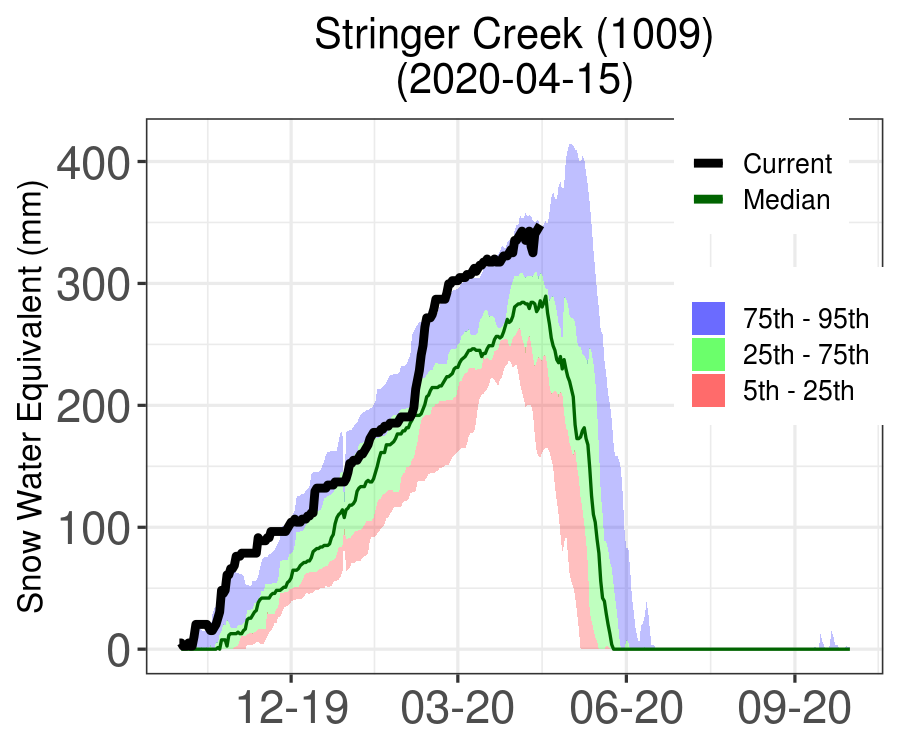 Stringer Creek (1009)
(2020-04-15)
Snow Water Equivalent (mm)
400
300
200
100
0
12-19
03-20
06-20
09-20
Current
Median
75th - 95th
25th - 75th
5th - 25th